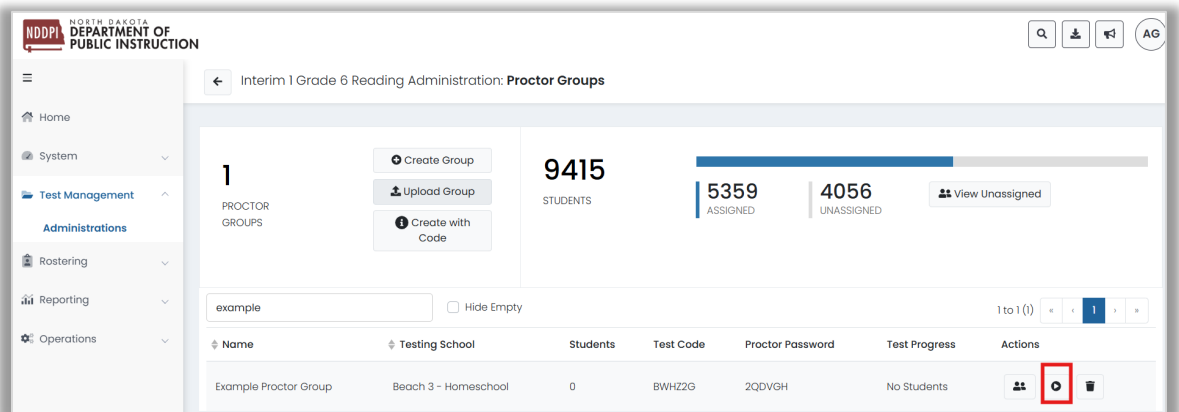 NDDPI
NORTH DAKOTA
DEPARTMENT OF
PUBLIC INSTRUCTION
AG
Interim 1 Grade 6 Reading Administration: Proctor Groups
Home
System
Test Management
Administrations
Rostering
Reporting
Operations
1
PROCTOR
GROUPS
Create Group
Upload Group
Create with
Code
9415
STUDENTS
5359
ASSIGNED
4056
UNASSIGNED
View Unassigned
example
Hide Empty
1 to 1 (1)
« ‹ 1 › »
Name Testing School Students Test Code Proctor Password Test Progress Actions
Example Proctor Group Beach 3 - Homeschool 0 BWHZ2G 2QDVGH No Students